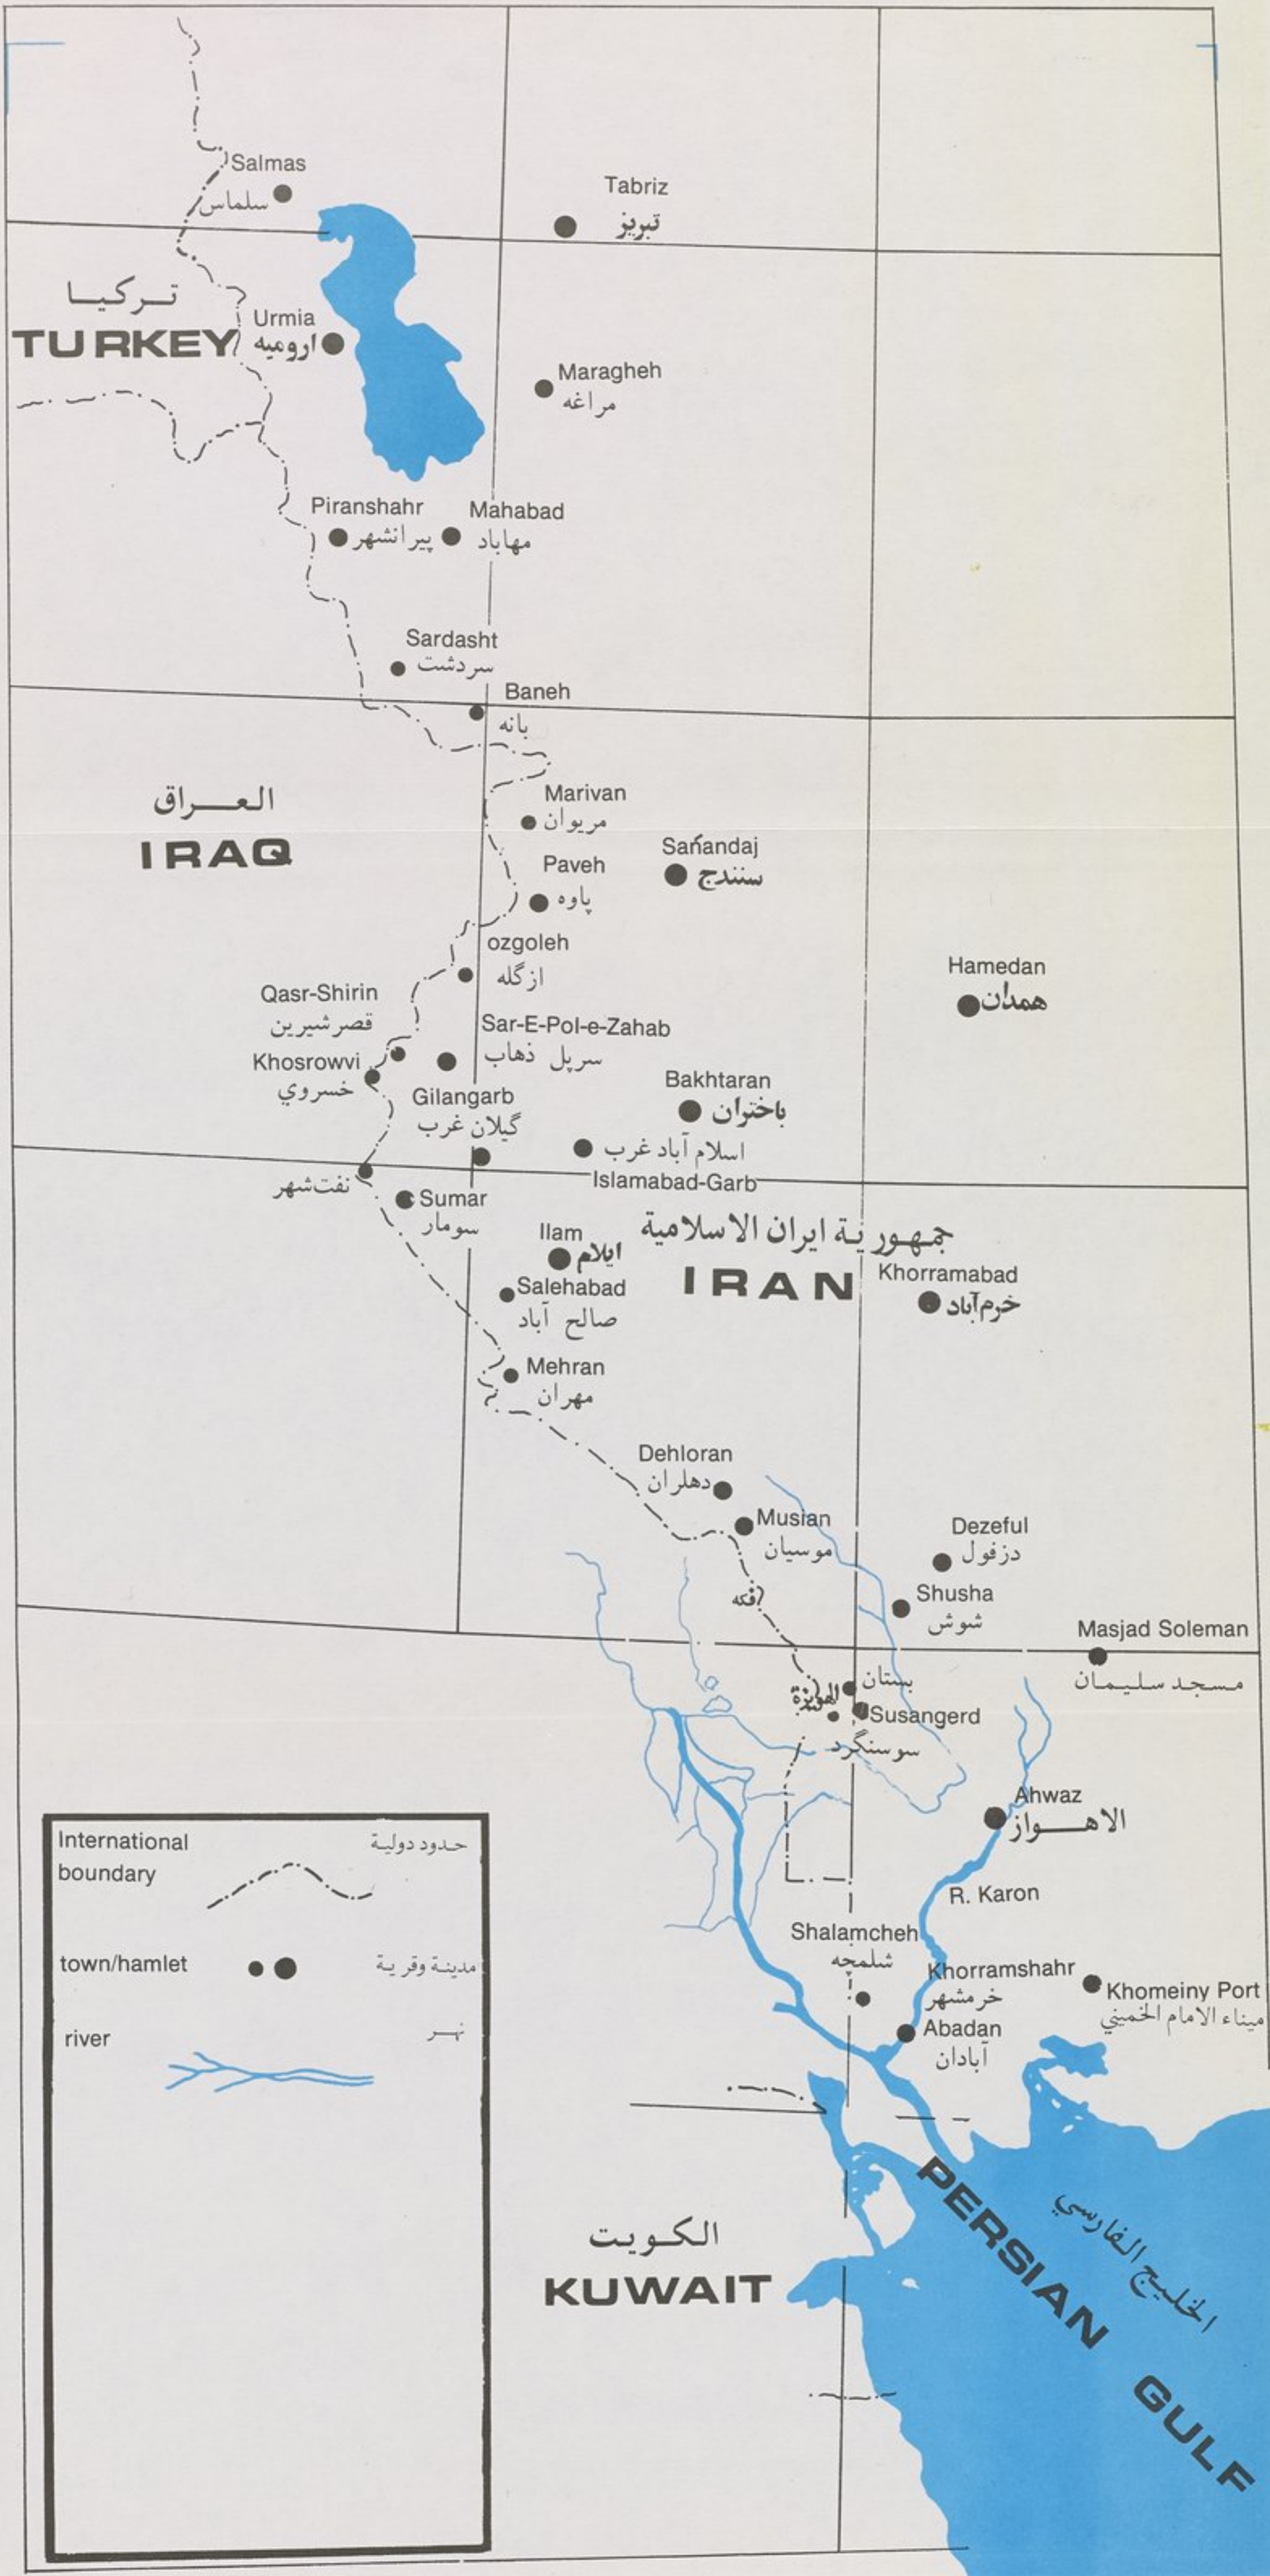 Salmas
سلماس
Tabriz
تبريز
تـركيـا
TURKEY
Urmia
اروميه
Maragheh
مراغه
Piranshahr
پيرانشهر
Mahabad
مهاباد
Sardasht
سردشت
Baneh
بانه
العـــراق
IRAQ
Marivan
مريوان
Sanandaj
سنندج
Paveh
پاوه
ozgoleh
ازگله
Hamedan
همدان
Qasr-Shirin
قصرشيرين
Sar-E-Pol-e-Zahab
سرپل ذهاب
Khosrowvi
خسروي
Gilangarb
گيلان غرب
Bakhtaran
باختران
اسلام آباد غرب
Islamabad-Garb
نفت‌شهر
Sumar
سومار
Ilam
ايلام
جمهورية ايران الاسلامية
IRAN
Salehabad
صالح آباد
Khorramabad
خرم‌آباد
Mehran
مهران
Dehloran
دهلران
Musian
موسيان
Dezeful
دزفول
فكه
Shusha
شوش
Masjad Soleman
مسجد سليمان
بستان
الهويزة
Susangerd
سوسنگرد
Ahwaz
الاهـــواز
R. Karon
Shalamcheh
شلمچه
Khorramshahr
خرمشهر
Khomeiny Port
ميناء الامام الخميني
Abadan
آبادان
PERSIAN GULF
الخليج الفارسي
الكـويت
KUWAIT
International
boundary
حدود دولية
town/hamlet
مدينة وقرية
river
نهـر